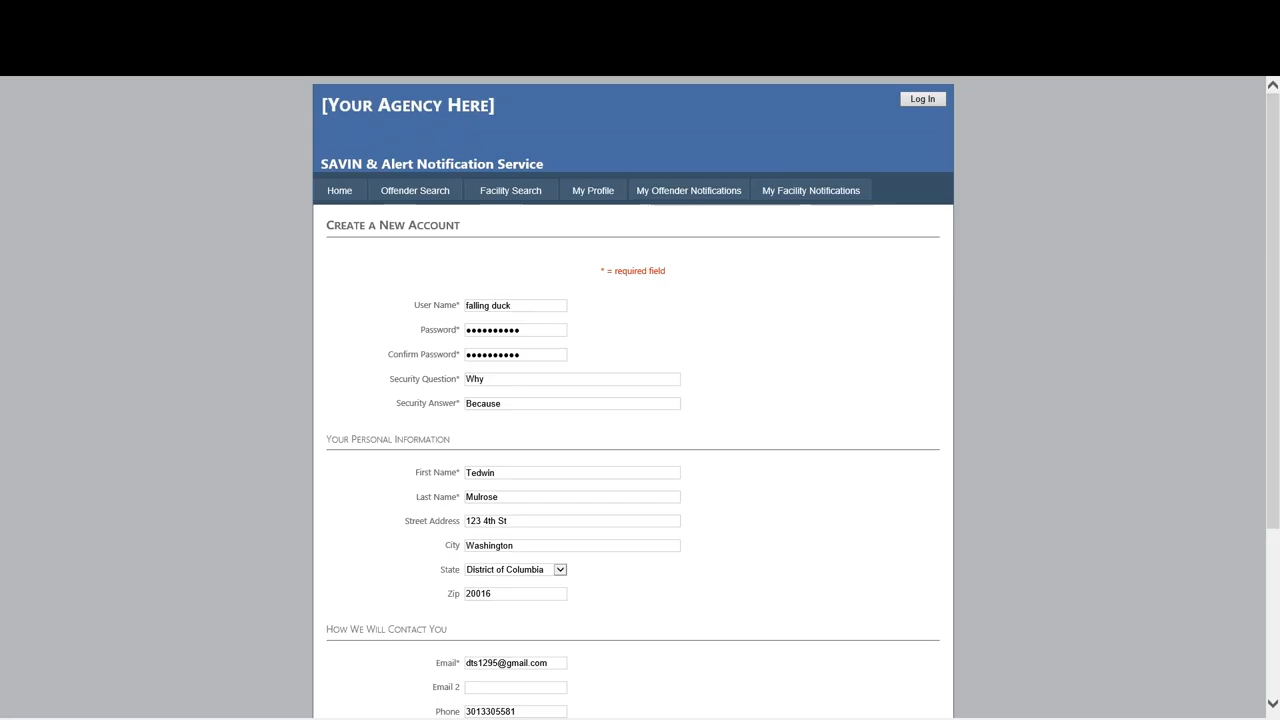 [YOUR AGENCY HERE]
Log In
SAVIN & Alert Notification Service
Home Offender Search Facility Search My Profile My Offender Notifications My Facility Notifications
CREATE A NEW ACCOUNT
* = required field
User Name* falling duck
Password* ●●●●●●●●●●
Confirm Password* ●●●●●●●●●●
Security Question* Why
Security Answer* Because
YOUR PERSONAL INFORMATION
First Name* Tedwin
Last Name* Mulrose
Street Address 123 4th St
City Washington
State District of Columbia
Zip 20016
HOW WE WILL CONTACT YOU
Email* dts1295@gmail.com
Email 2
Phone 3013305581